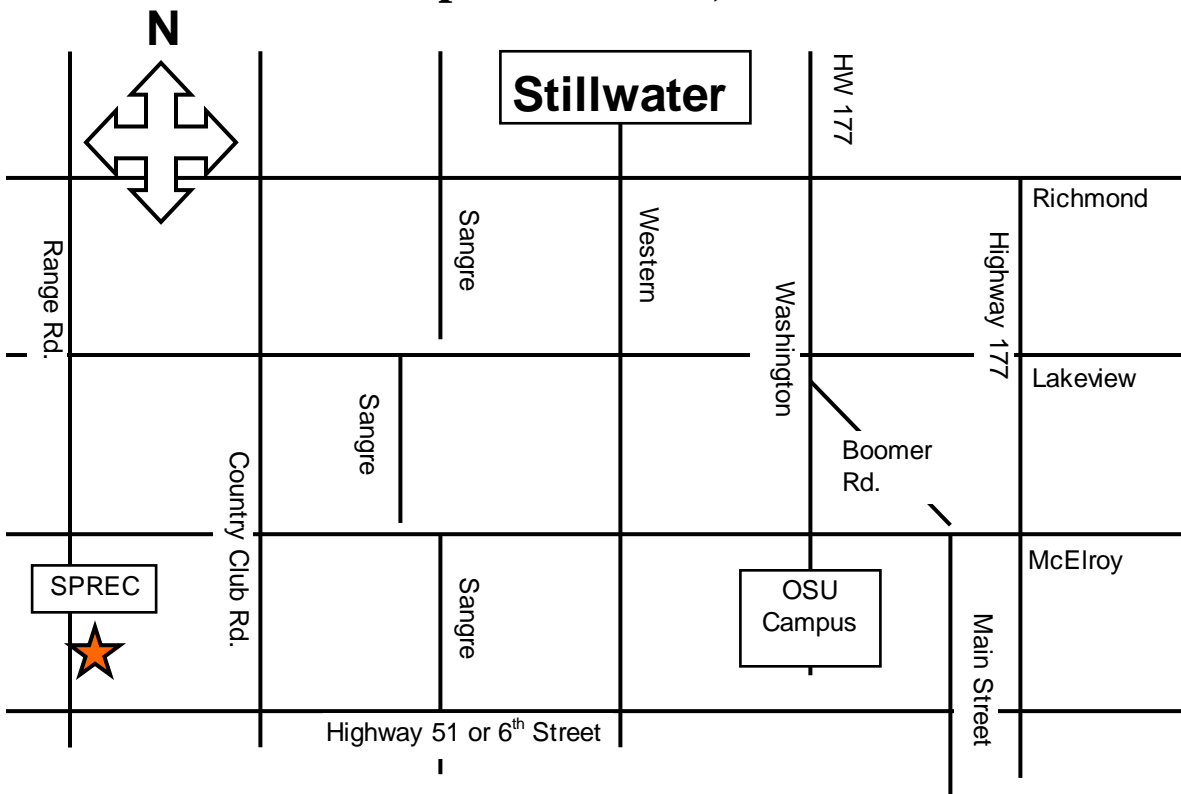 N
Stillwater
HW 177
Richmond
Sangre
Western
Highway 177
Range Rd.
Washington
Lakeview
Sangre
Boomer
Rd.
Country Club Rd.
McElroy
SPREC
OSU
Campus
Sangre
Main Street
Highway 51 or 6th Street